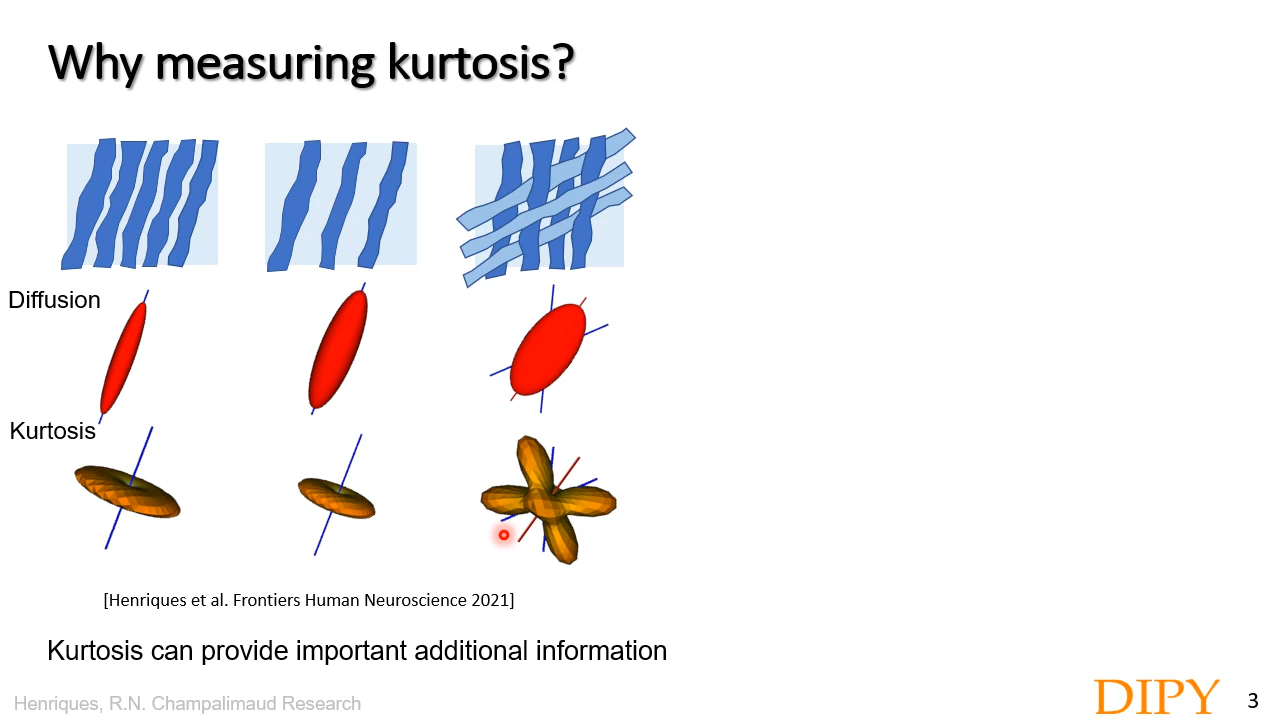 Why measuring kurtosis?
Diffusion
Kurtosis
[Henriques et al. Frontiers Human Neuroscience 2021]
Kurtosis can provide important additional information
Henriques, R.N. Champalimaud Research
DIPY
3